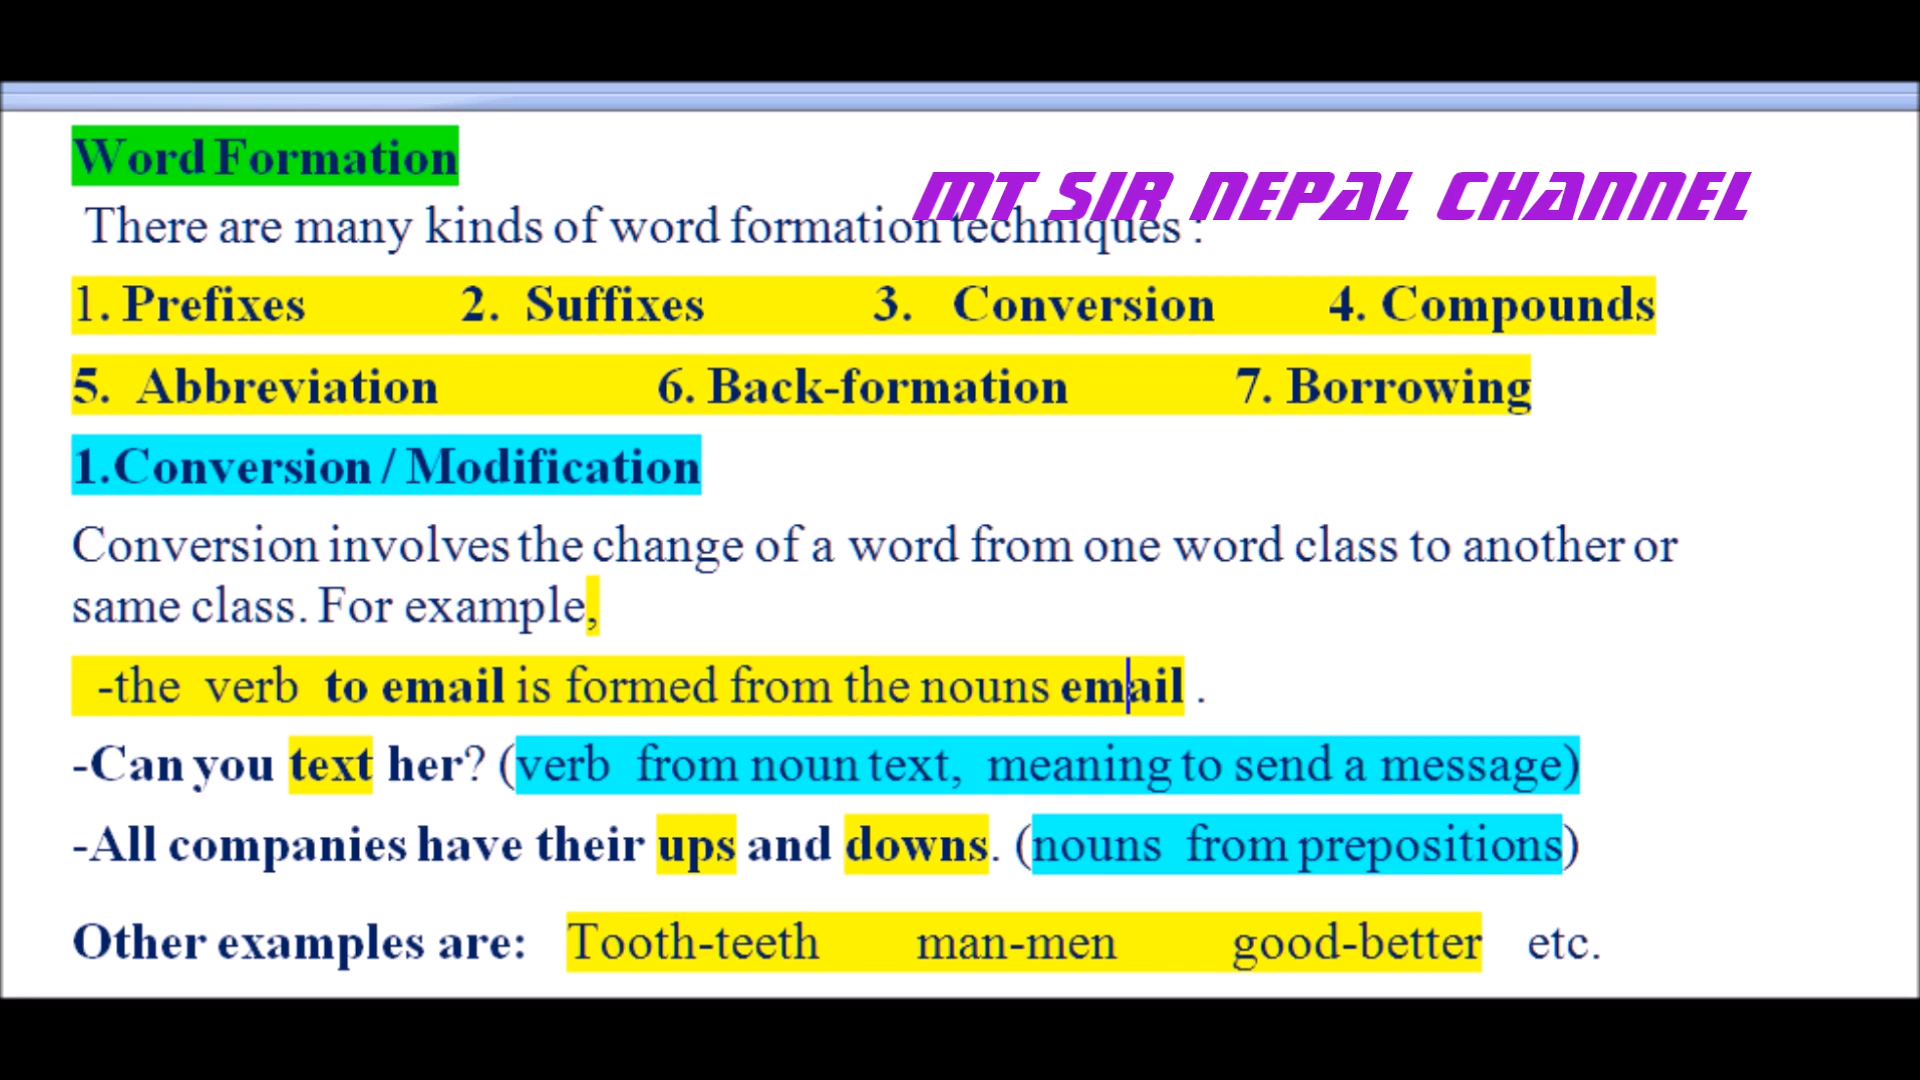 Word Formation
MT SIR NEPAL CHANNEL
There are many kinds of word formation techniques :
1. Prefixes 2. Suffixes 3. Conversion 4. Compounds
5. Abbreviation 6. Back-formation 7. Borrowing
1.Conversion / Modification
Conversion involves the change of a word from one word class to another or
same class. For example,
-the verb to email is formed from the nouns email .
-Can you text her? (verb from noun text, meaning to send a message)
-All companies have their ups and downs. (nouns from prepositions)
Other examples are: Tooth-teeth man-men good-better etc.